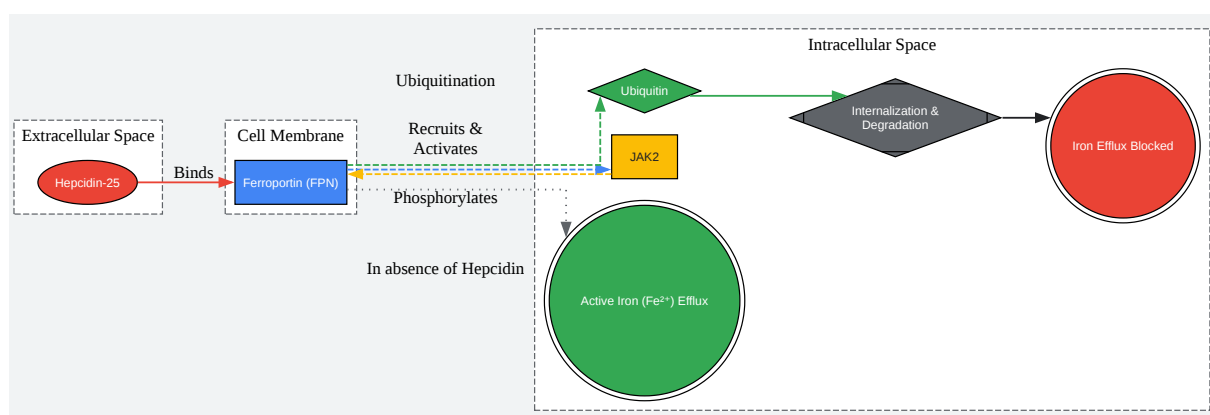 Intracellular Space
Ubiquitination
Ubiquitin
Internalization &
Degradation
Iron Efflux Blocked
Extracellular Space
Cell Membrane
Recruits &
Activates
JAK2
Hepcidin-25
Binds
Ferroportin (FPN)
Phosphorylates
In absence of Hepcidin
Active Iron (Fe²⁺) Efflux